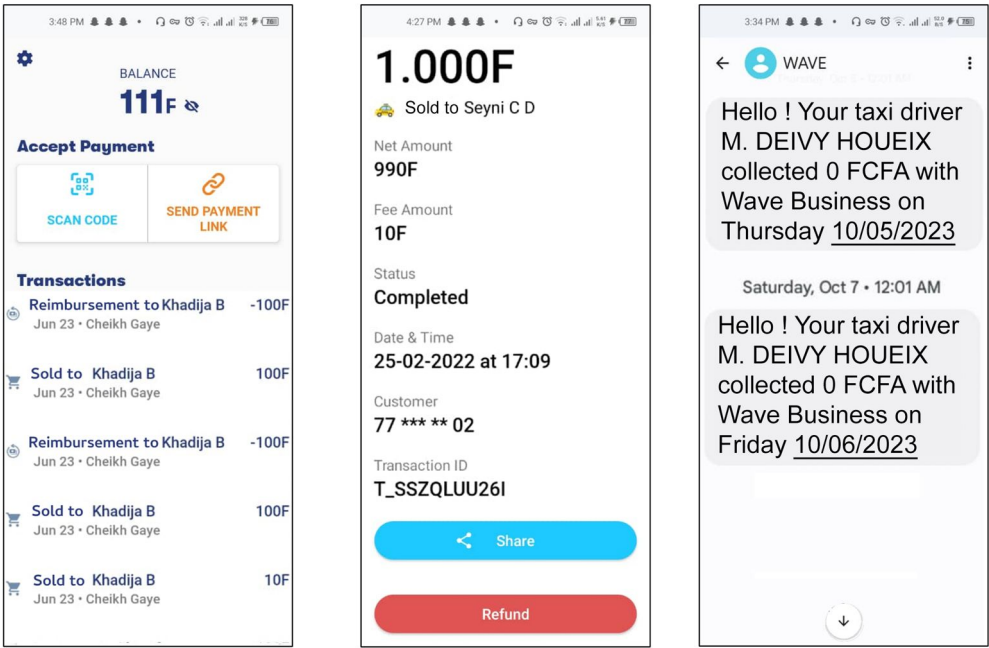 3:48 PM
BALANCE
111F
Accept Payment
SCAN CODE
SEND PAYMENT
LINK
Transactions
Reimbursement to Khadija B -100F
Jun 23 • Cheikh Gaye
Sold to Khadija B 100F
Jun 23 • Cheikh Gaye
Reimbursement to Khadija B -100F
Jun 23 • Cheikh Gaye
Sold to Khadija B 100F
Jun 23 • Cheikh Gaye
Sold to Khadija B 10F
Jun 23 • Cheikh Gaye
4:27 PM
1.000F
Sold to Seyni C D
Net Amount
990F
Fee Amount
10F
Status
Completed
Date & Time
25-02-2022 at 17:09
Customer
77 *** ** 02
Transaction ID
T_SSZQLUU26I
Share
Refund
3:34 PM
WAVE
Hello ! Your taxi driver
M. DEIVY HOUEIX
collected 0 FCFA with
Wave Business on
Thursday 10/05/2023
Saturday, Oct 7 • 12:01 AM
Hello ! Your taxi driver
M. DEIVY HOUEIX
collected 0 FCFA with
Wave Business on
Friday 10/06/2023